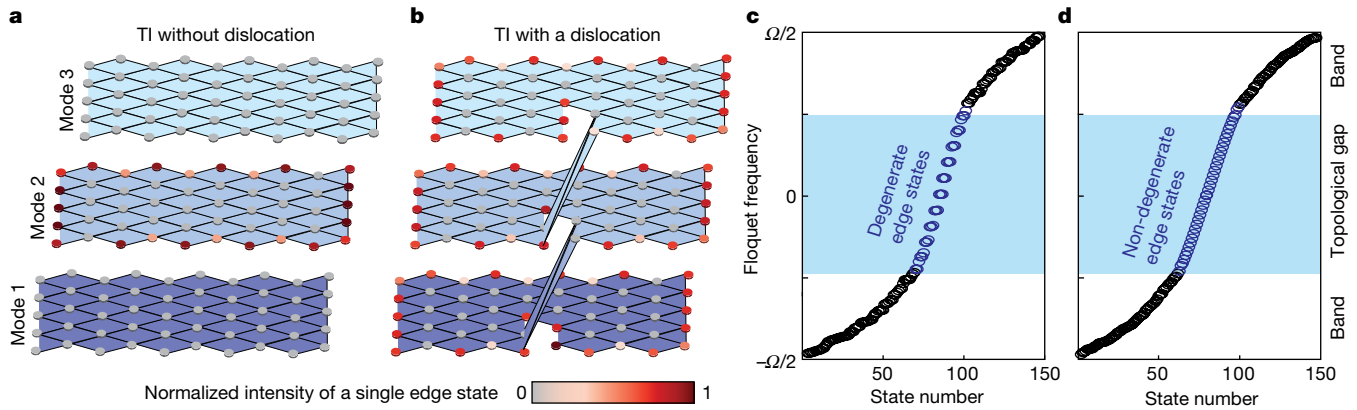 a
TI without dislocation
Mode 3
Mode 2
Mode 1
b
TI with a dislocation
Normalized intensity of a single edge state
0
1
c
Ω/2
0
−Ω/2
Floquet frequency
Degenerate
edge states
50
100
150
State number
d
Non-degenerate
edge states
50
100
150
State number
Band
Topological gap
Band